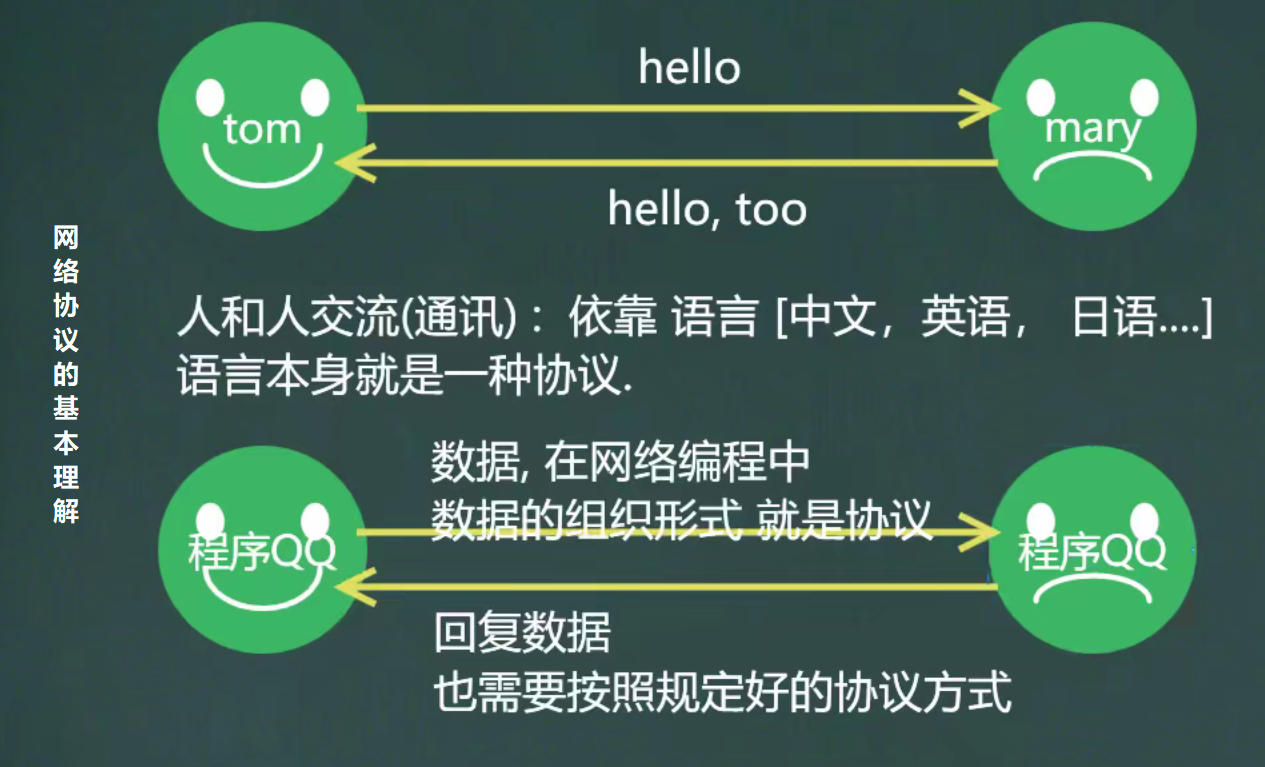 网络协议的基本理解
hello
tom
mary
hello, too
人和人交流(通讓) : 依靠 语言 [中文，英语， 日语....]
语言本身就是一种协议.
数据, 在网络编程中
数据的组织形式 就是协议
程序QQ
程序QQ
回复数据
也需要按照规定好的协议方式